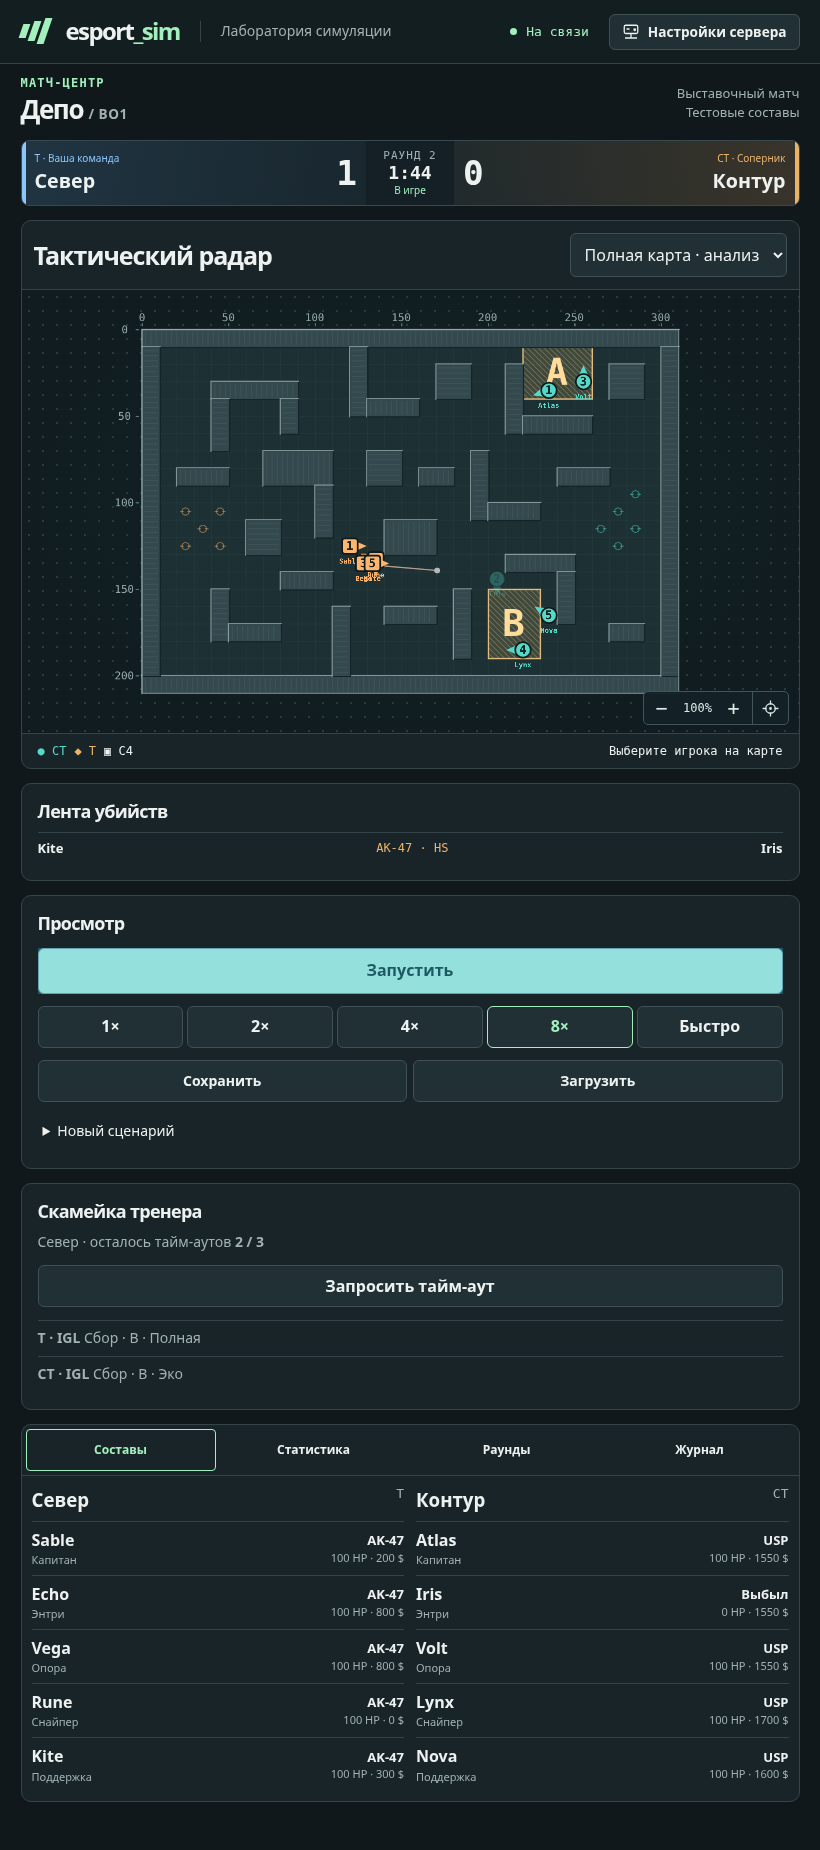 esport_sim
Лаборатория симуляции
На связи
Настройки сервера
МАТЧ-ЦЕНТР
Депо / BO1
Выставочный матч
Тестовые составы
T · Ваша команда
Север
1
РАУНД 2
1:44
В игре
0
CT · Соперник
Контур
Тактический радар
Полная карта · анализ
0 50 100 150 200 250 300
0
50
100
150
200
A
1
Atlas
3
Volt
1
5
2
B
5
Nova
4
Lynx
− 100% +
CT T C4
Выберите игрока на карте
Лента убийств
Kite AK-47 · HS Iris
Просмотр
Запустить
1× 2× 4× 8× Быстро
Сохранить Загрузить
Новый сценарий
Скамейка тренера
Север · осталось тайм-аутов 2 / 3
Запросить тайм-аут
T · IGL Сбор · B · Полная
CT · IGL Сбор · B · Эко
Составы Статистика Раунды Журнал
Север T
Sable AK-47
Капитан 100 HP · 200 $
Echo AK-47
Энтри 100 HP · 800 $
Vega AK-47
Опора 100 HP · 800 $
Rune AK-47
Снайпер 100 HP · 0 $
Kite AK-47
Поддержка 100 HP · 300 $
Контур CT
Atlas USP
Капитан 100 HP · 1550 $
Iris Выбыл
Энтри 0 HP · 1550 $
Volt USP
Опора 100 HP · 1550 $
Lynx USP
Снайпер 100 HP · 1700 $
Nova USP
Поддержка 100 HP · 1600 $